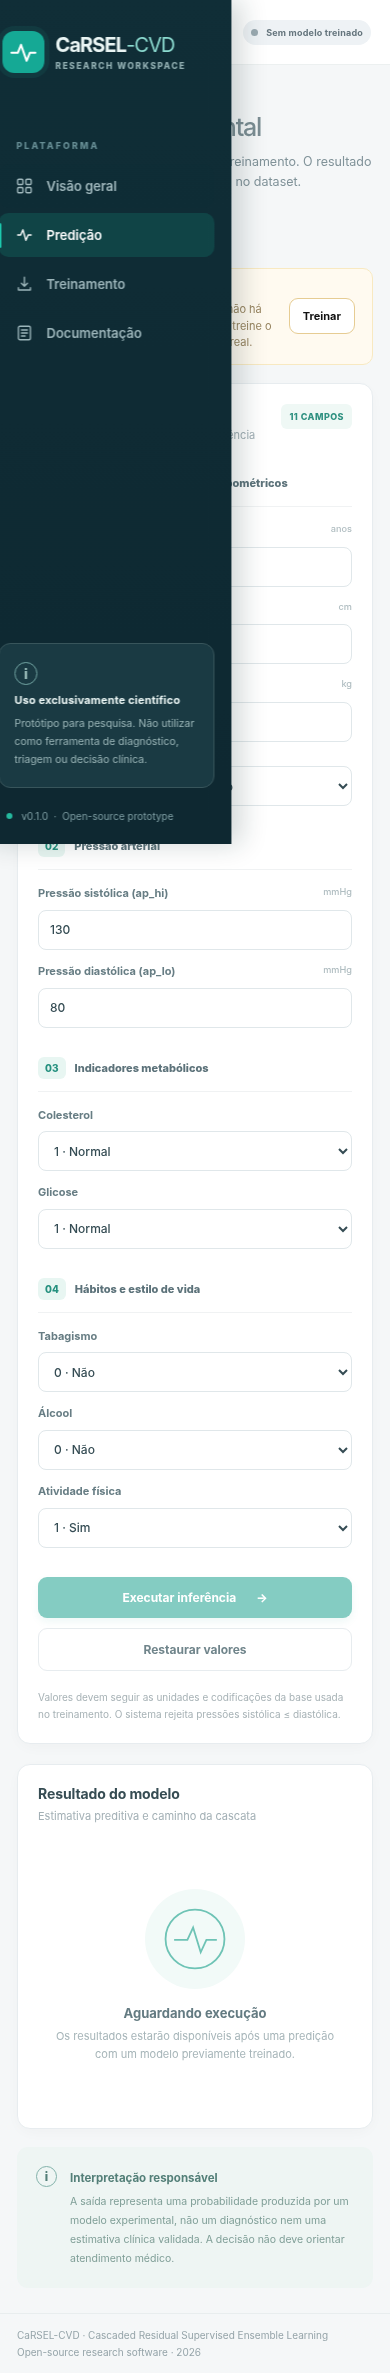 CaRSEL-CVD
RESEARCH WORKSPACE
Sem modelo treinado
PLATAFORMA
Visão geral
Predição
Treinamento
Documentação
treinamento. O resultado
no dataset.
não há
treine o
real.
Treinar
11 CAMPOS
anos
cm
kg
Uso exclusivamente científico
Protótipo para pesquisa. Não utilizar
como ferramenta de diagnóstico,
triagem ou decisão clínica.
v0.1.0 · Open-source prototype
02 Pressão arterial
Pressão sistólica (ap_hi) mmHg
130
Pressão diastólica (ap_lo) mmHg
80
03 Indicadores metabólicos
Colesterol
1 · Normal
Glicose
1 · Normal
04 Hábitos e estilo de vida
Tabagismo
0 · Não
Álcool
0 · Não
Atividade física
1 · Sim
Executar inferência →
Restaurar valores
Valores devem seguir as unidades e codificações da base usada
no treinamento. O sistema rejeita pressões sistólica ≤ diastólica.
Resultado do modelo
Estimativa preditiva e caminho da cascata
Aguardando execução
Os resultados estarão disponíveis após uma predição
com um modelo previamente treinado.
Interpretação responsável
A saída representa uma probabilidade produzida por um
modelo experimental, não um diagnóstico nem uma
estimativa clínica validada. A decisão não deve orientar
atendimento médico.
CaRSEL-CVD · Cascaded Residual Supervised Ensemble Learning
Open-source research software · 2026